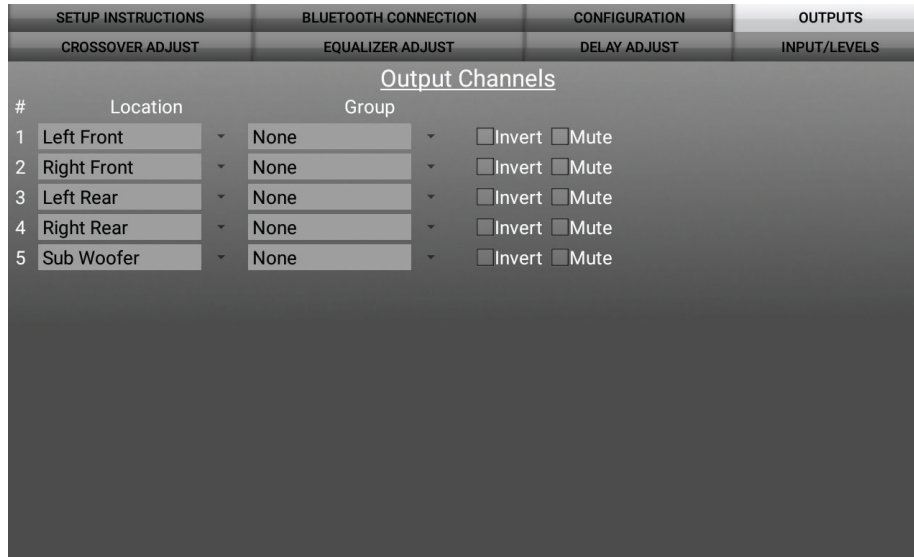 SETUP INSTRUCTIONS BLUETOOTH CONNECTION CONFIGURATION OUTPUTS
CROSSOVER ADJUST EQUALIZER ADJUST DELAY ADJUST INPUT/LEVELS
Output Channels
# Location Group
1 Left Front None Invert Mute
2 Right Front None Invert Mute
3 Left Rear None Invert Mute
4 Right Rear None Invert Mute
5 Sub Woofer None Invert Mute